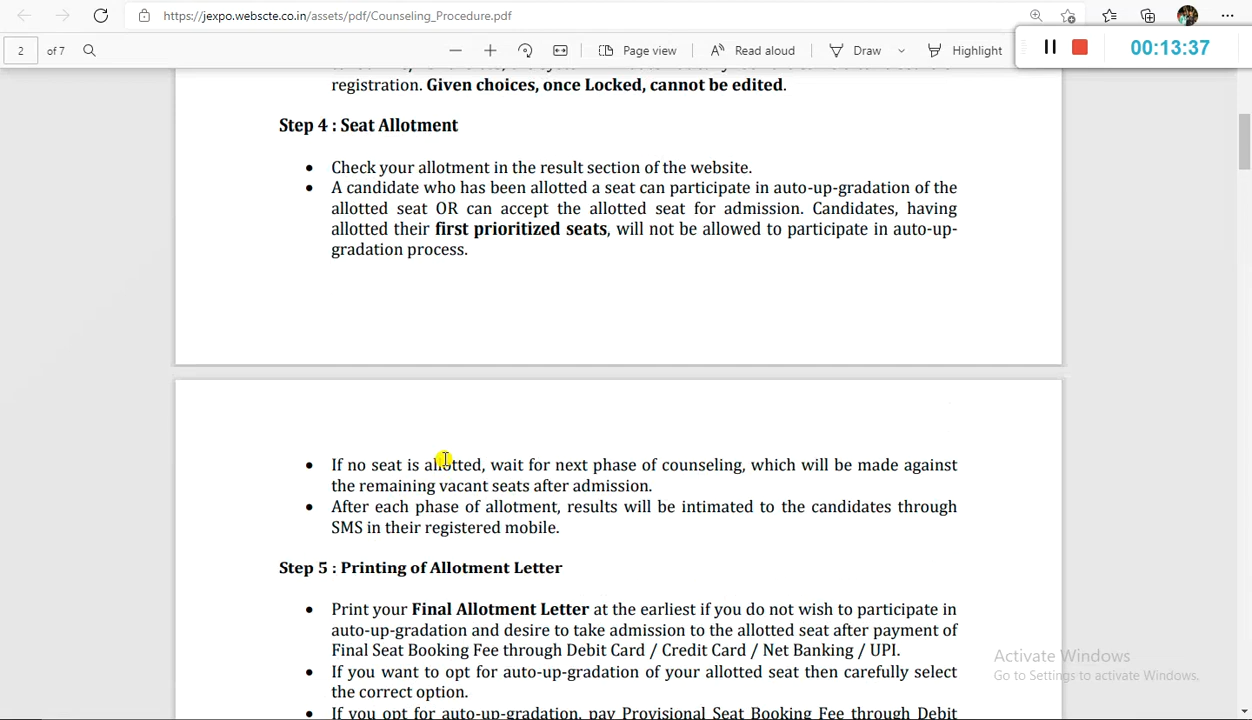 https://jexpo.webscte.co.in/assets/pdf/Counseling_Procedure.pdf
2 of 7 Page view Read aloud Draw Highlight 00:13:37
registration. Given choices, once Locked, cannot be edited.
Step 4 : Seat Allotment
• Check your allotment in the result section of the website.
• A candidate who has been allotted a seat can participate in auto-up-gradation of the
allotted seat OR can accept the allotted seat for admission. Candidates, having
allotted their first prioritized seats, will not be allowed to participate in auto-up-
gradation process.
• If no seat is allotted, wait for next phase of counseling, which will be made against
the remaining vacant seats after admission.
• After each phase of allotment, results will be intimated to the candidates through
SMS in their registered mobile.
Step 5 : Printing of Allotment Letter
• Print your Final Allotment Letter at the earliest if you do not wish to participate in
auto-up-gradation and desire to take admission to the allotted seat after payment of
Final Seat Booking Fee through Debit Card / Credit Card / Net Banking / UPI.
• If you want to opt for auto-up-gradation of your allotted seat then carefully select
the correct option.
• If you opt for auto-up-gradation, pay Provisional Seat Booking Fee through Debit
Activate Windows
Go to Settings to activate Windows.